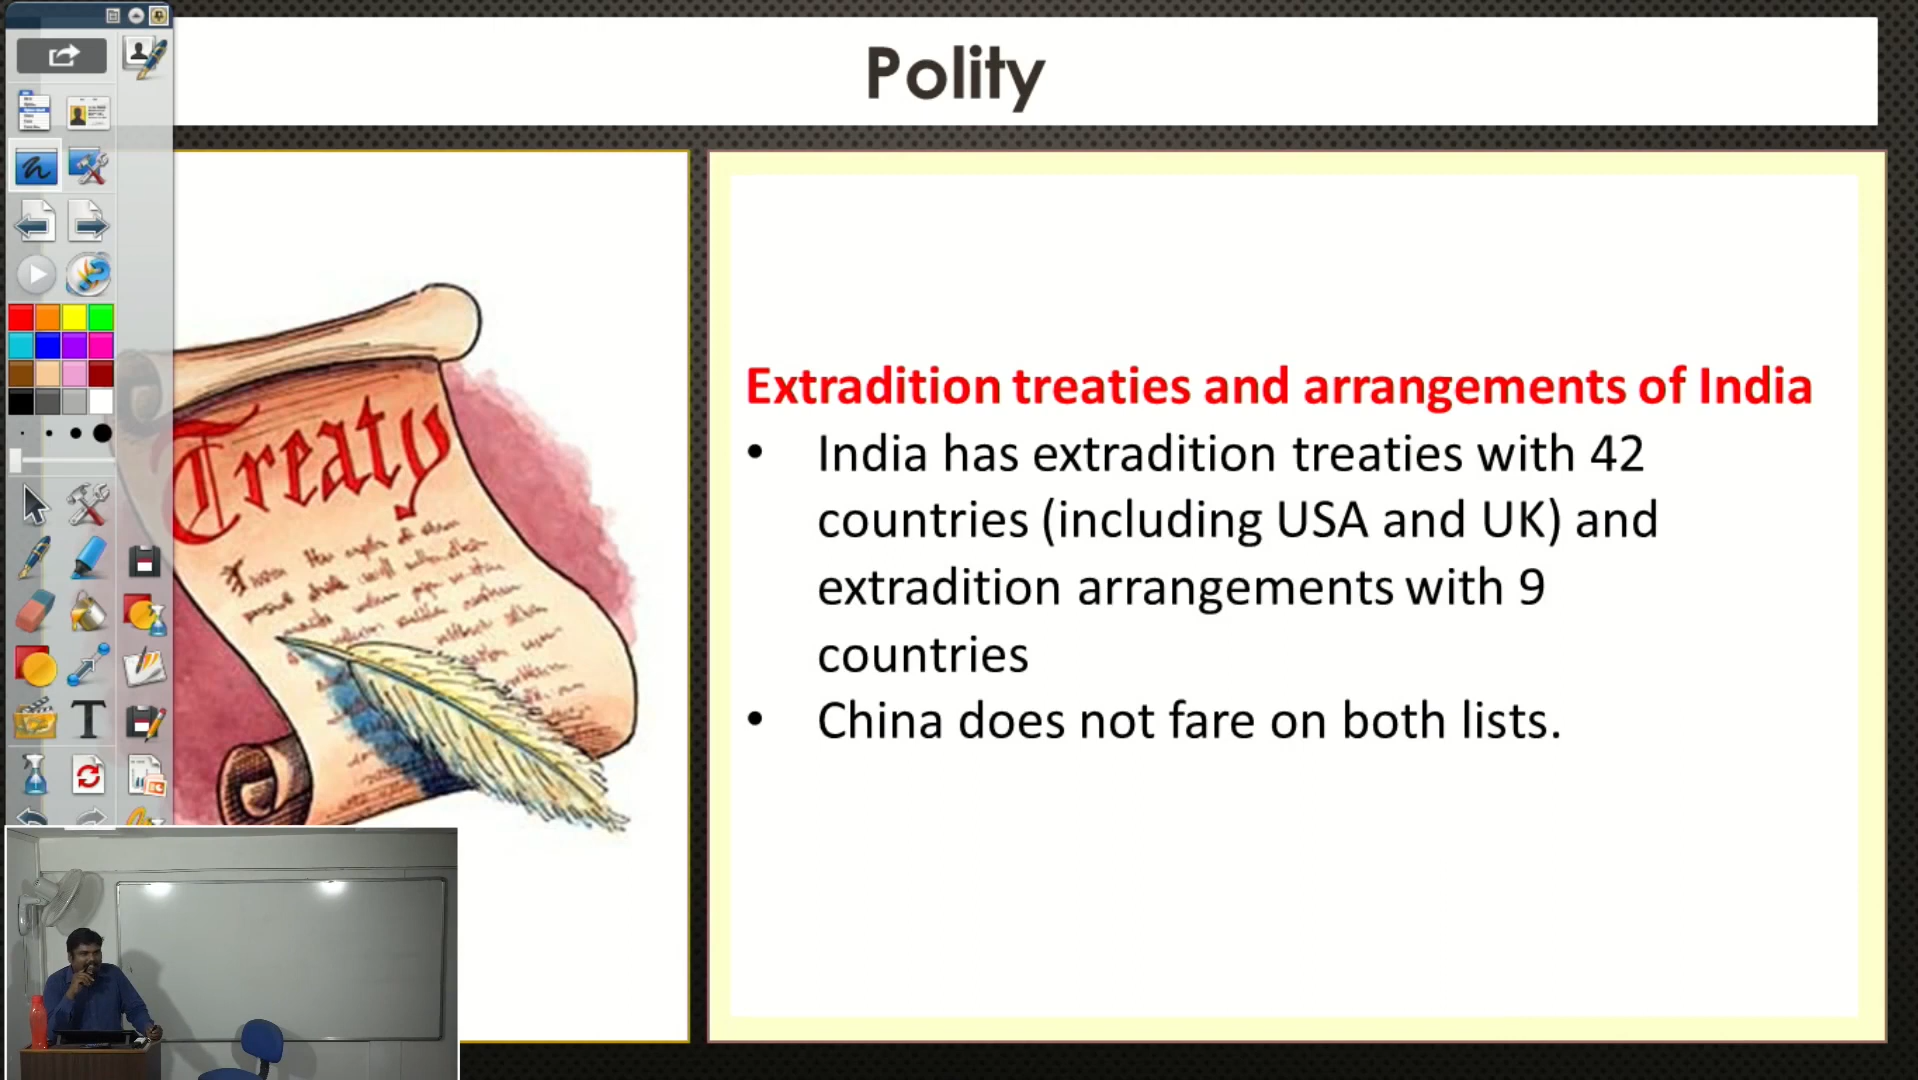 Polity
Treaty
Extradition treaties and arrangements of India
• India has extradition treaties with 42
countries (including USA and UK) and
extradition arrangements with 9
countries
• China does not fare on both lists.
T